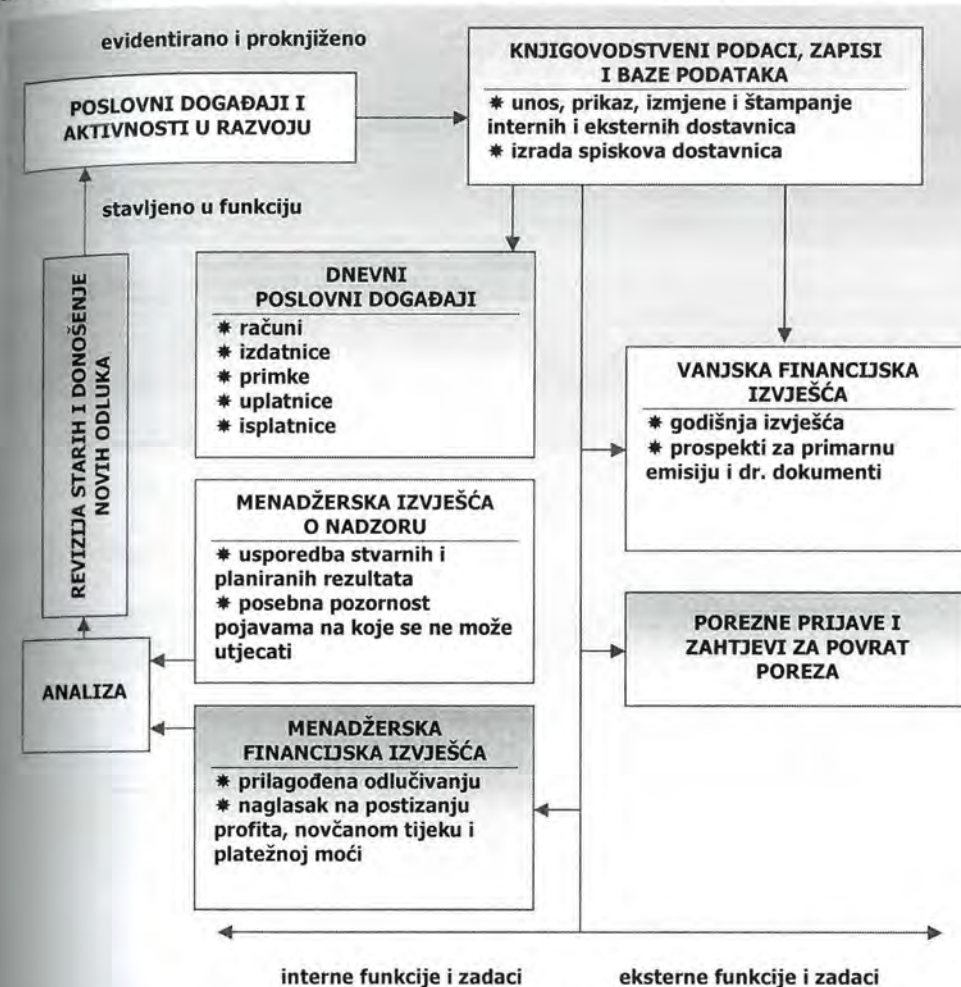 evidentirano i proknjiženo
POSLOVNI DOGAĐAJI I
AKTIVNOSTI U RAZVOJU
KNJIGOVODSTVENI PODACI, ZAPISI
I BAZE PODATAKA
✷ unos, prikaz, izmjene i štampanje
internih i eksternih dostavnica
✷ izrada spiskova dostavnica
stavljeno u funkciju
REVIZIJA STARIH I DONOŠENJE
NOVIH ODLUKA
DNEVNI
POSLOVNI DOGAĐAJI
✷ računi
✷ izdatnice
✷ primke
✷ uplatnice
✷ isplatnice
VANJSKA FINANCIJSKA
IZVJEŠĆA
✷ godišnja izvješća
✷ prospekti za primarnu
emisiju i dr. dokumenti
MENADŽERSKA IZVJEŠĆA
O NADZORU
✷ usporedba stvarnih i
planiranih rezultata
✷ posebna pozornost
pojavama na koje se ne može
utjecati
POREZNE PRIJAVE I
ZAHTJEVI ZA POVRAT
POREZA
ANALIZA
MENADŽERSKA
FINANCIJSKA IZVJEŠĆA
✷ prilagođena odlučivanju
✷ naglasak na postizanju
profita, novčanom tijeku i
platežnoj moći
interne funkcije i zadaci
eksterne funkcije i zadaci